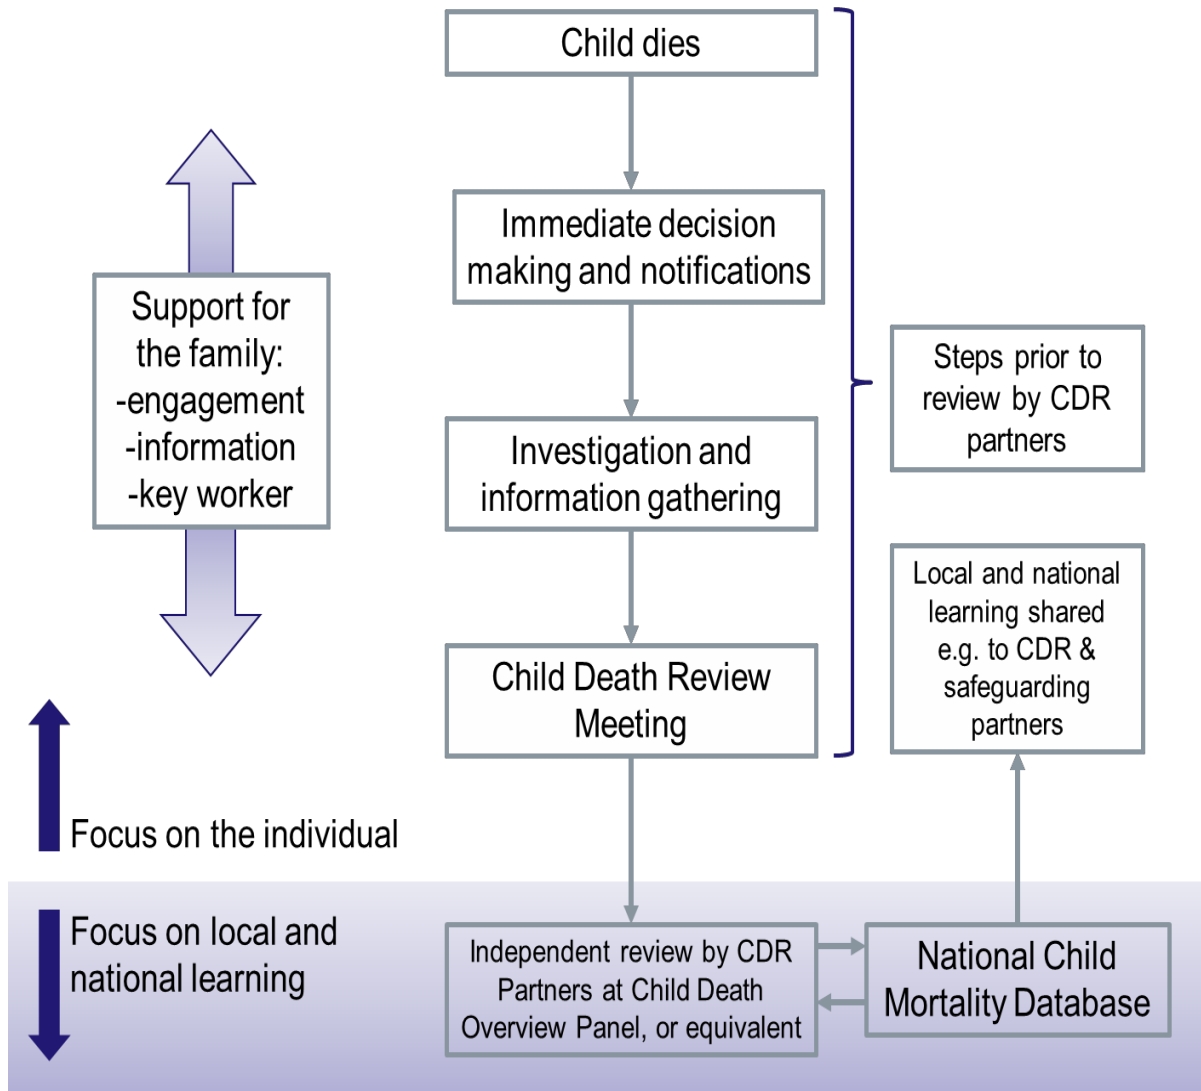 Child dies
Immediate decision
making and notifications
Support for
the family:
-engagement
-information
-key worker
Steps prior to
review by CDR
partners
Investigation and
information gathering
Local and national
learning shared
e.g. to CDR &
safeguarding
partners
Child Death Review
Meeting
Focus on the individual
Focus on local and
national learning
Independent review by CDR
Partners at Child Death
Overview Panel, or equivalent
National Child
Mortality Database